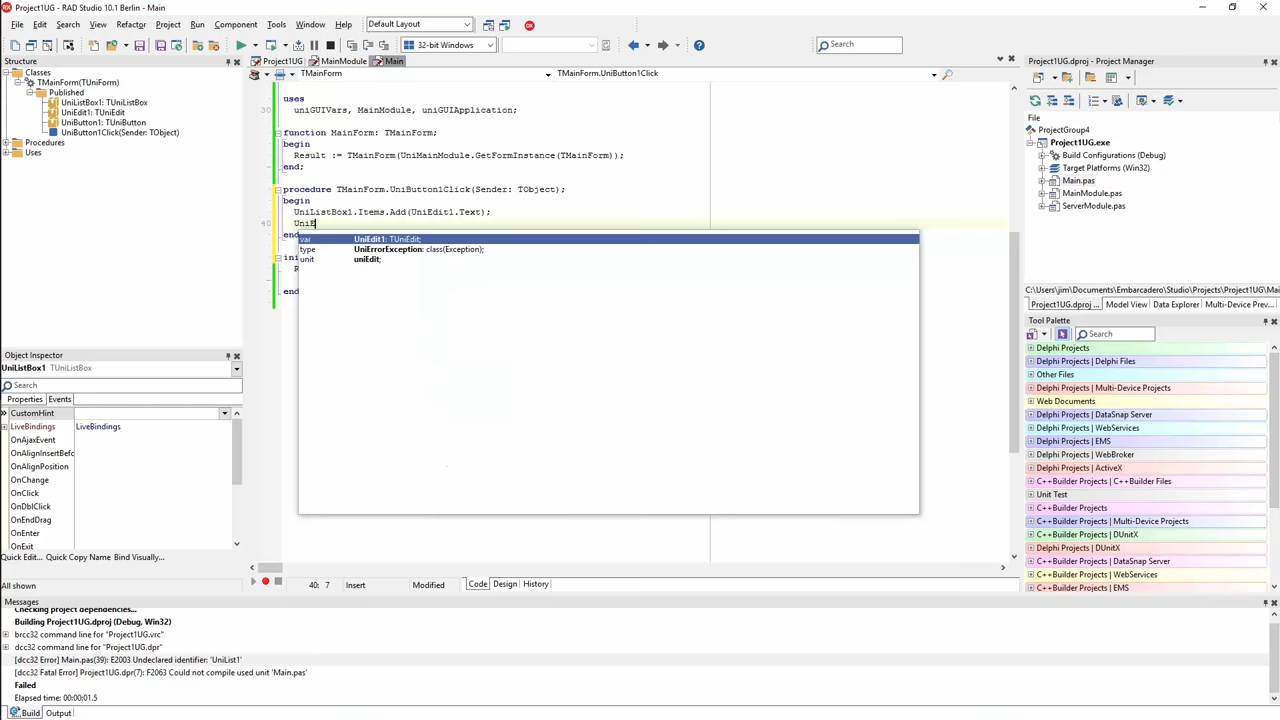 Project1UG - RAD Studio 10.1 Berlin - Main
File Edit Search View Refactor Project Run Component Tools Window Help
Default Layout
32-bit Windows
Search
Structure
Classes
TMainForm(TUniForm)
Published
UniListBox1: TUniListBox
UniEdit1: TUniEdit
UniButton1: TUniButton
UniButton1Click(Sender: TObject)
Procedures
Uses
Object Inspector
UniListBox1 TUniListBox
Search
Properties Events
CustomHint
LiveBindings LiveBindings
OnAjaxEvent
OnAlignInsertBefo
OnAlignPosition
OnChange
OnClick
OnDblClick
OnEndDrag
OnEnter
OnExit
Quick Edit... Quick Copy Name Bind Visually...
All shown
Project1UG MainModule Main
TMainForm TMainForm.UniButton1Click
uses
30 uniGUIVars, MainModule, uniGUIApplication;
function MainForm: TMainForm;
begin
Result := TMainForm(UniMainModule.GetFormInstance(TMainForm));
end;
procedure TMainForm.UniButton1Click(Sender: TObject);
begin
UniListBox1.Items.Add(UniEdit1.Text);
40 UniE
end
var UniEdit1: TUniEdit;
type UniErrorException: class(Exception);
unit uniEdit;
ini
R
end
40: 7 Insert Modified Code Design History
Project1UG.dproj - Project Manager
File
ProjectGroup4
Project1UG.exe
Build Configurations (Debug)
Target Platforms (Win32)
Main.pas
MainModule.pas
ServerModule.pas
C:\Users\jim\Documents\Embarcadero\Studio\Projects\Project1UG\Main
Project1UG.dproj ... Model View Data Explorer Multi-Device Prev...
Tool Palette
Search
Delphi Projects
Delphi Projects | Delphi Files
Other Files
Delphi Projects | Multi-Device Projects
Web Documents
Delphi Projects | DataSnap Server
Delphi Projects | WebServices
Delphi Projects | EMS
Delphi Projects | WebBroker
Delphi Projects | ActiveX
C++Builder Projects | C++Builder Files
Unit Test
C++Builder Projects
C++Builder Projects | Multi-Device Projects
C++Builder Projects | DUnitX
Delphi Projects | DUnitX
C++Builder Projects | DataSnap Server
C++Builder Projects | WebServices
C++Builder Projects | EMS
Messages
Checking project dependencies...
Building Project1UG.dproj (Debug, Win32)
brcc32 command line for "Project1UG.vrc"
dcc32 command line for "Project1UG.dpr"
[dcc32 Error] Main.pas(39): E2003 Undeclared identifier: 'UniList1'
[dcc32 Fatal Error] Project1UG.dpr(7): F2063 Could not compile used unit 'Main.pas'
Failed
Elapsed time: 00:00:01.5
Build Output